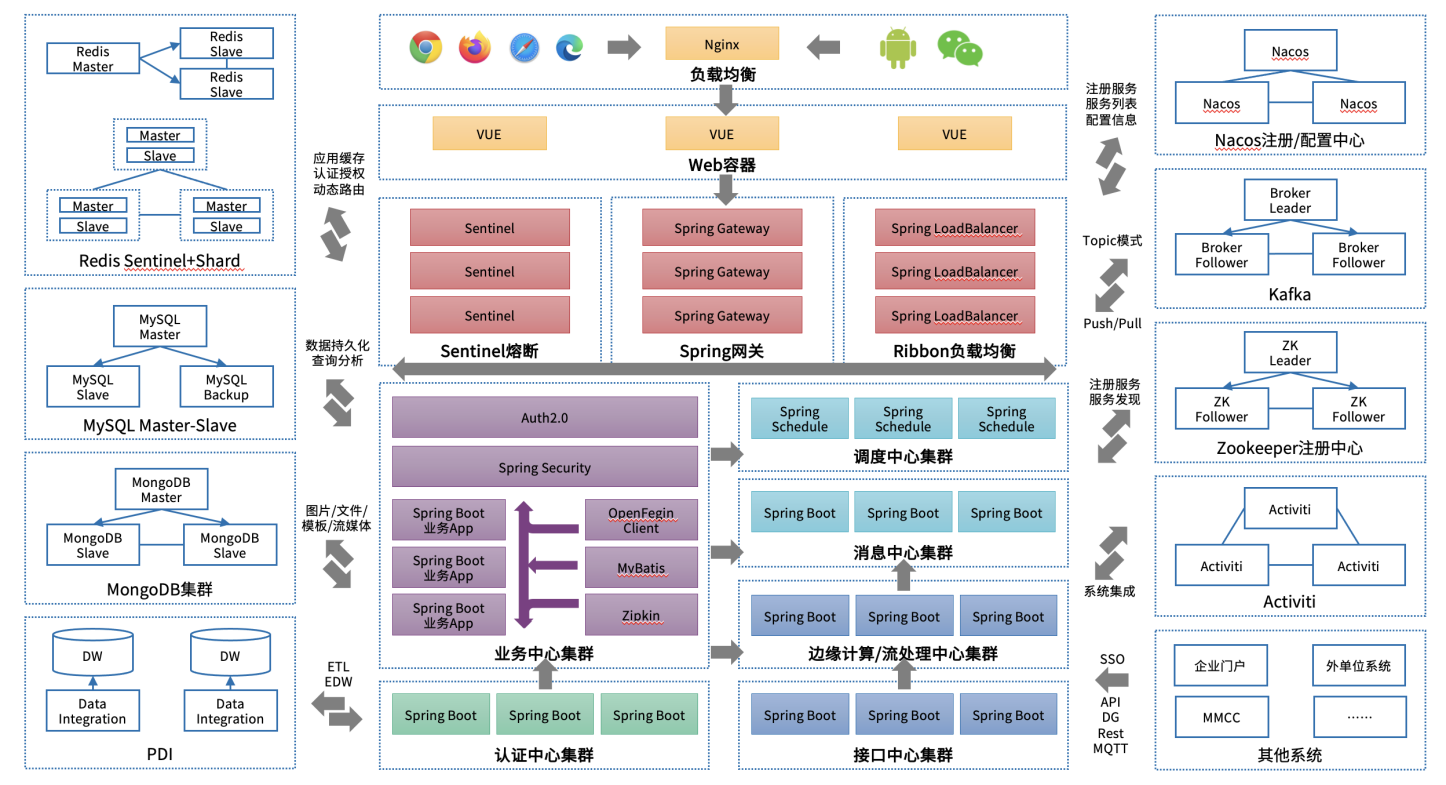 Redis
Master
Redis
Slave
Redis
Slave
Master
Slave
Master
Slave
Master
Slave
Redis Sentinel+Shard
MySQL
Master
MySQL
Slave
MySQL
Backup
MySQL Master-Slave
MongoDB
Master
MongoDB
Slave
MongoDB
Slave
MongoDB集群
DW
DW
Data
Integration
Data
Integration
PDI
应用缓存
认证授权
动态路由
数据持久化
查询分析
图片/文件/
模板/流媒体
ETL
EDW
Nginx
负载均衡
VUE
VUE
VUE
Web容器
Sentinel
Sentinel
Sentinel
Sentinel熔断
Spring Gateway
Spring Gateway
Spring Gateway
Spring网关
Spring LoadBalancer
Spring LoadBalancer
Spring LoadBalancer
Ribbon负载均衡
Auth2.0
Spring Security
Spring Boot
业务App
Spring Boot
业务App
Spring Boot
业务App
OpenFegin
Client
MyBatis
Zipkin
业务中心集群
Spring Boot
Spring Boot
Spring Boot
认证中心集群
Spring
Schedule
Spring
Schedule
Spring
Schedule
调度中心集群
Spring Boot
Spring Boot
Spring Boot
消息中心集群
Spring Boot
Spring Boot
Spring Boot
边缘计算/流处理中心集群
Spring Boot
Spring Boot
Spring Boot
接口中心集群
注册服务
服务列表
配置信息
Topic模式
Push/Pull
注册服务
服务发现
系统集成
SSO
API
DG
Rest
MQTT
Nacos
Nacos
Nacos
Nacos注册/配置中心
Broker
Leader
Broker
Follower
Broker
Follower
Kafka
ZK
Leader
ZK
Follower
ZK
Follower
Zookeeper注册中心
Activiti
Activiti
Activiti
Activiti
企业门户
外单位系统
MMCC
······
其他系统